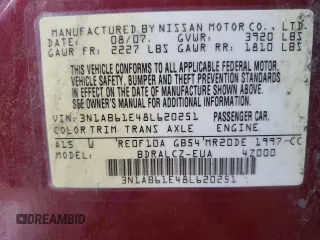 MANUFACTURED BY NISSAN MOTOR CO., LTD.
DATE: 08/07. GVWR: 3920 LBS
GAWR FR: 2227 LBS GAWR RR: 1810 LBS
THIS VEHICLE CONFORMS TO ALL APPLICABLE FEDERAL MOTOR
VEHICLE SAFETY, BUMPER AND THEFT PREVENTION STANDARDS
IN EFFECT ON THE DATE OF MANUFACTURE SHOWN ABOVE.
SEE OWNER'S MANUAL FOR ADDITIONAL INFORMATION.
VIN: 3N1AB61E48L620251 PASSENGER CAR.
COLOR TRIM TRANS AXLE ENGINE
A15 W RE0F10A GB54 MR20DE 1997-CC
MODEL BDRALCZ-EUA 4Z000
3N1AB61E48L620251
DREAMBID